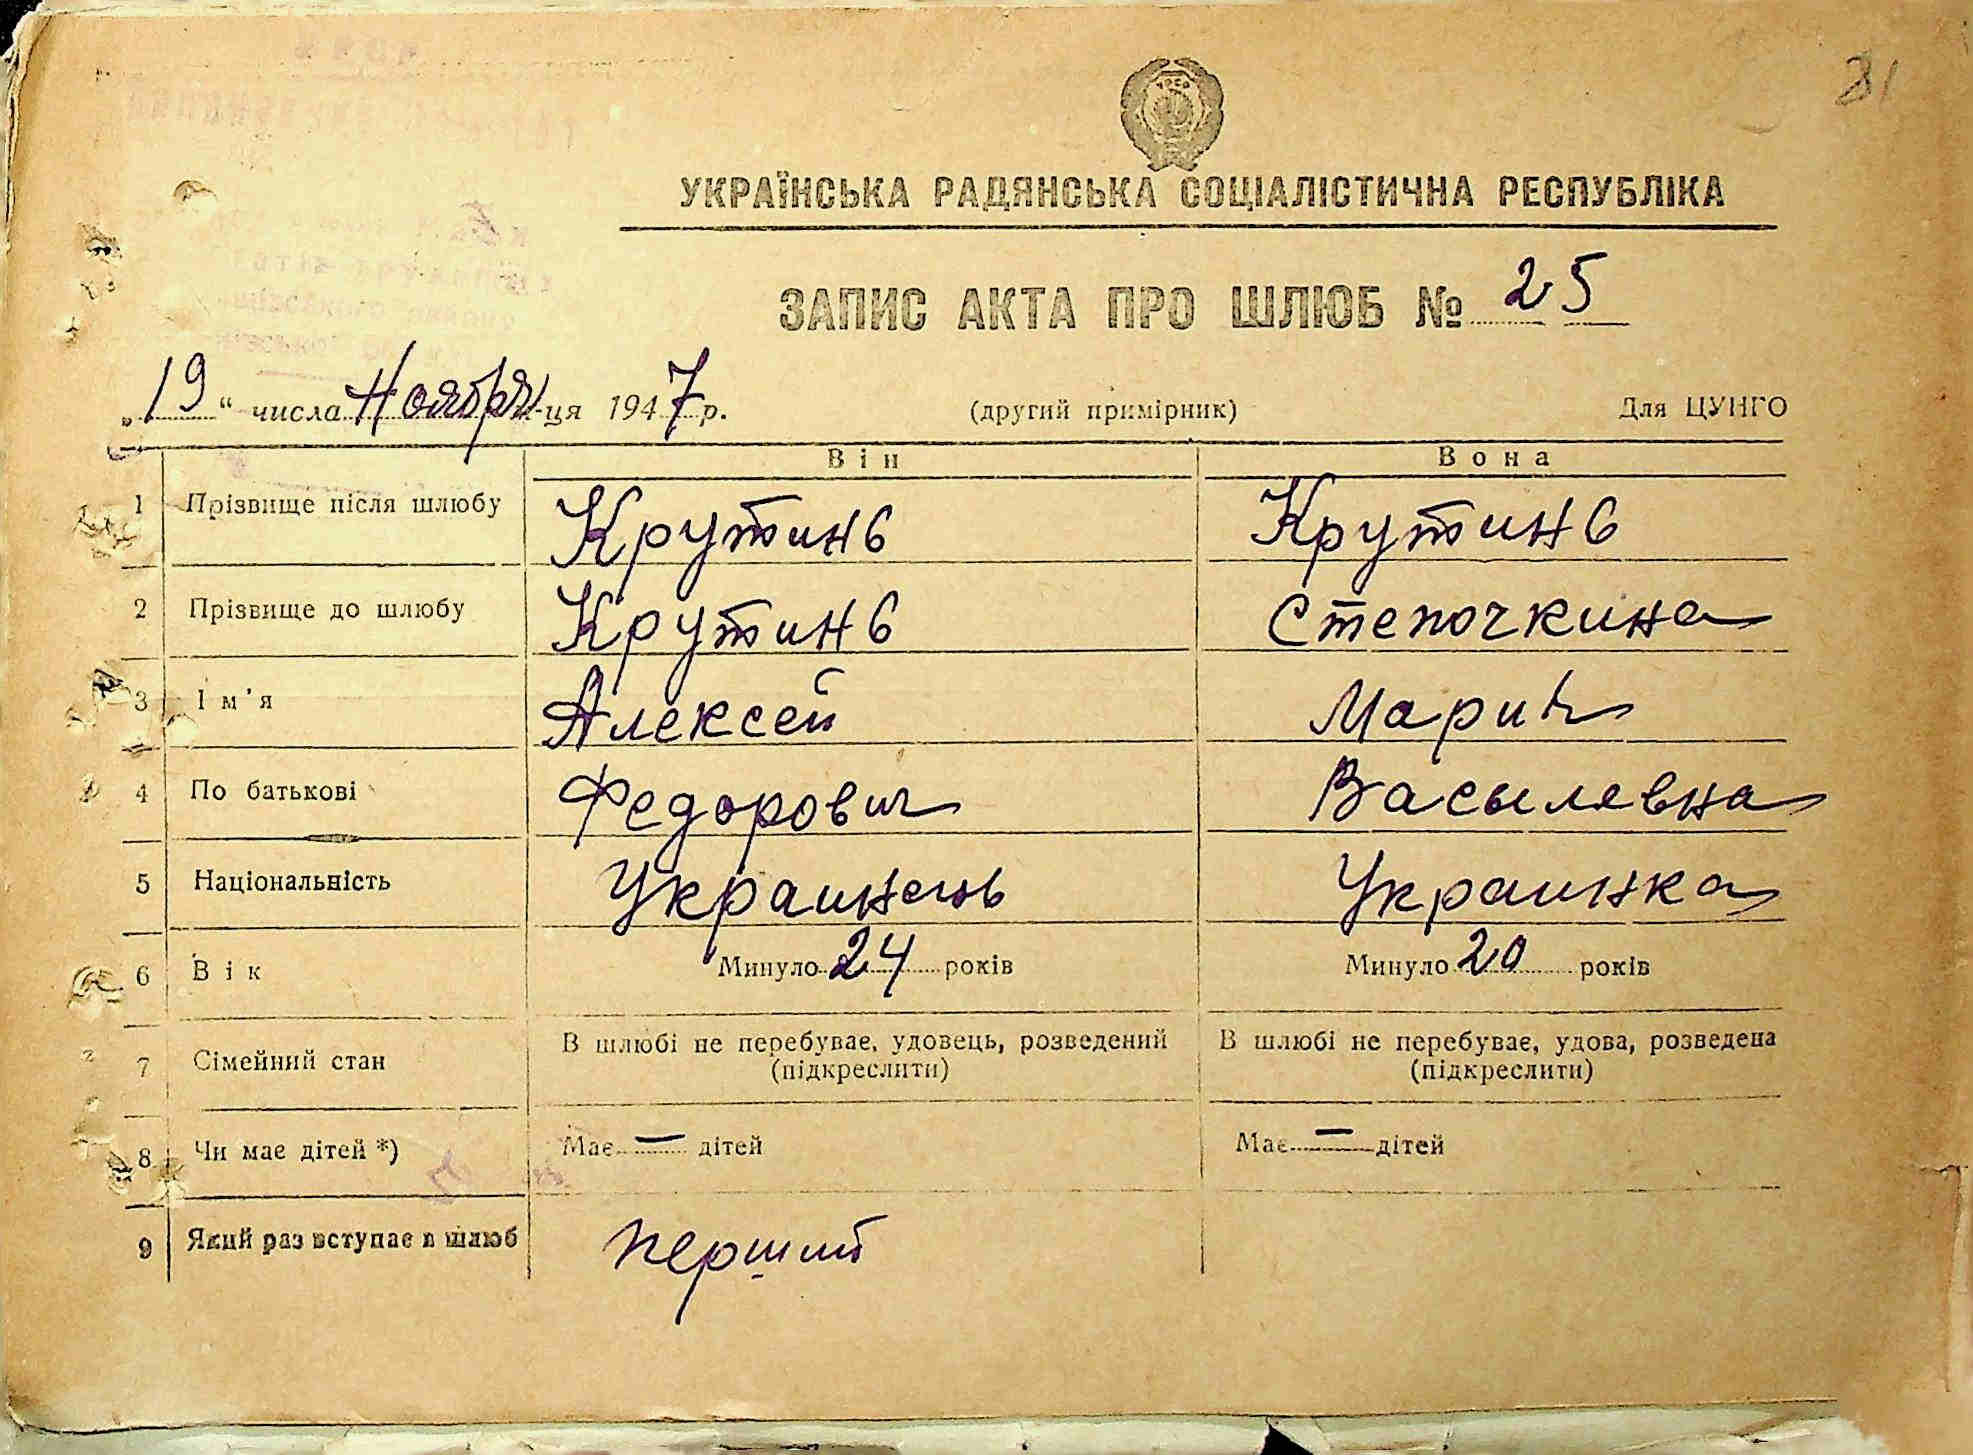 81
УРСР
УКРАЇНСЬКА РАДЯНСЬКА СОЦІАЛІСТИЧНА РЕСПУБЛІКА
ЗАПИС АКТА ПРО ШЛЮБ № 25
„19“ числа Ноября м-ця 1947 р. (другий примірник) Для ЦУНГО
Він Вона
1 Прізвище після шлюбу Крутинь Крутинь
2 Прізвище до шлюбу Крутинь Степочкина
3 Ім'я Алексей Мария
4 По батькові Федорович Васылевна
5 Національність Украинець Украинка
6 Вік Минуло 24 років Минуло 20 років
7 Сімейний стан В шлюбі не перебуває, удовець, розведений В шлюбі не перебуває, удова, розведена
(підкреслити) (підкреслити)
8 Чи має дітей *) Має — дітей Має — дітей
9 Який раз вступає в шлюб перший